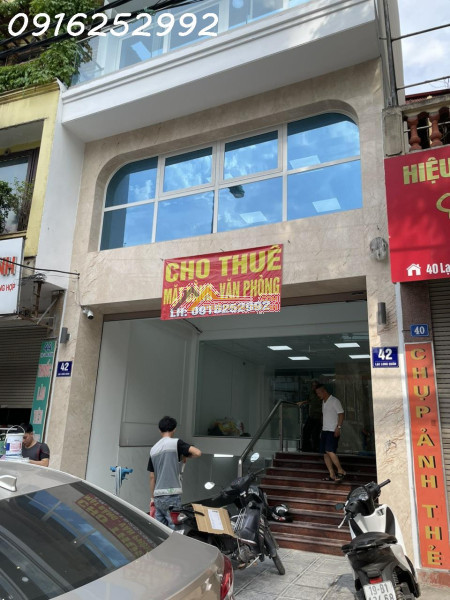 0916252992
CHO THUÊ
MẶT BẰNG - VĂN PHÒNG
LH: 0916252992
HIỆU
40 Lạ
40
42
42
CHỤP ẢNH THẺ